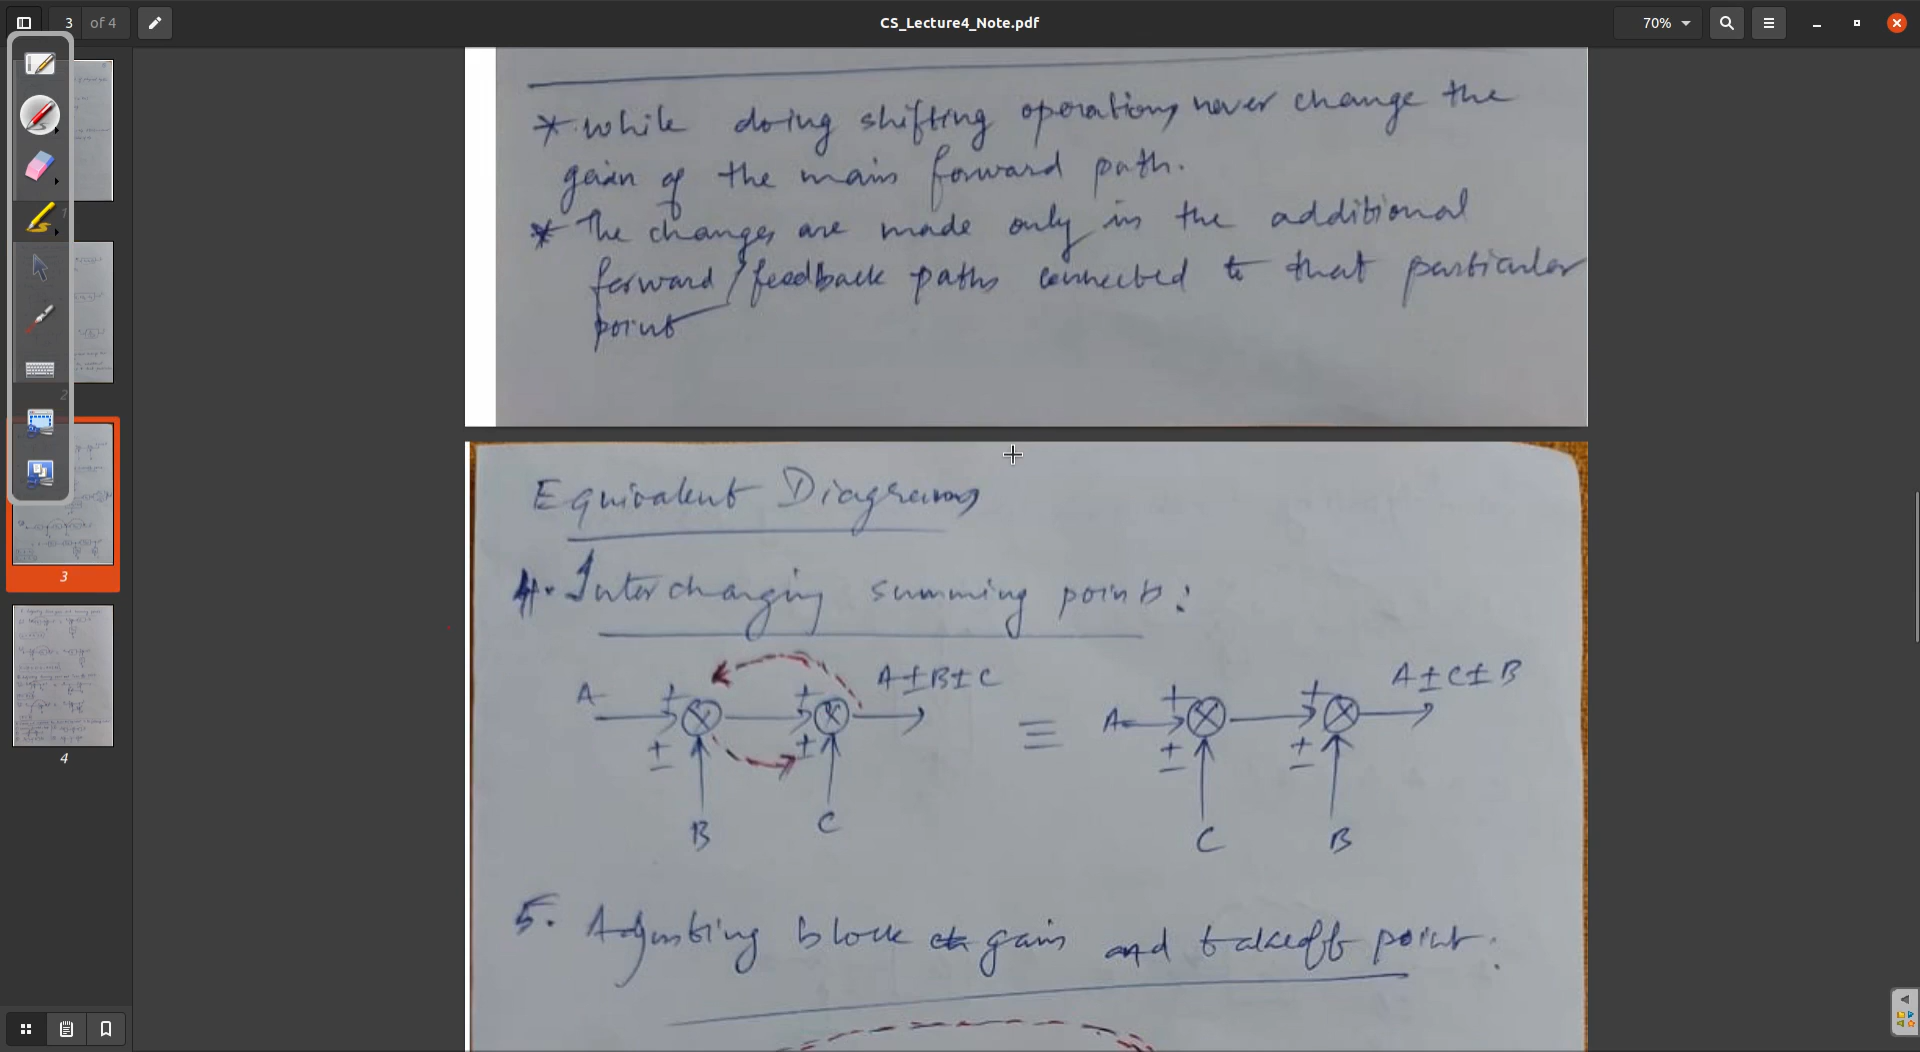 3 of 4 CS_Lecture4_Note.pdf 70%
* While doing shifting operations never change the
gain of the main forward path.
* The changes are made only in the additional
forward/feedback paths connected to that particular
point
Equivalent Diagrams
4. Interchanging summing points:
A + ± B + ± C A±B±C ≡ A + ± C + ± B A±C±B
5. Adjusting block gain and takeoff point:
1
2
3
4